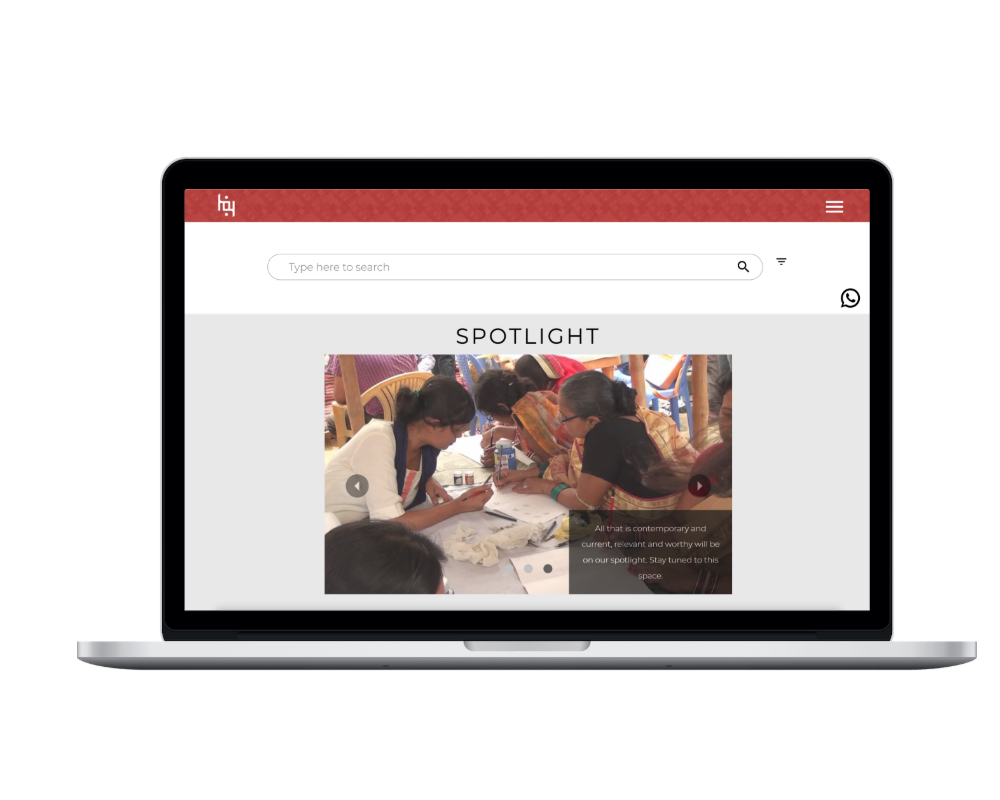 Type here to search
SPOTLIGHT
All that is contemporary and
current, relevant and worthy will be
on our spotlight. Stay tuned to this
space.